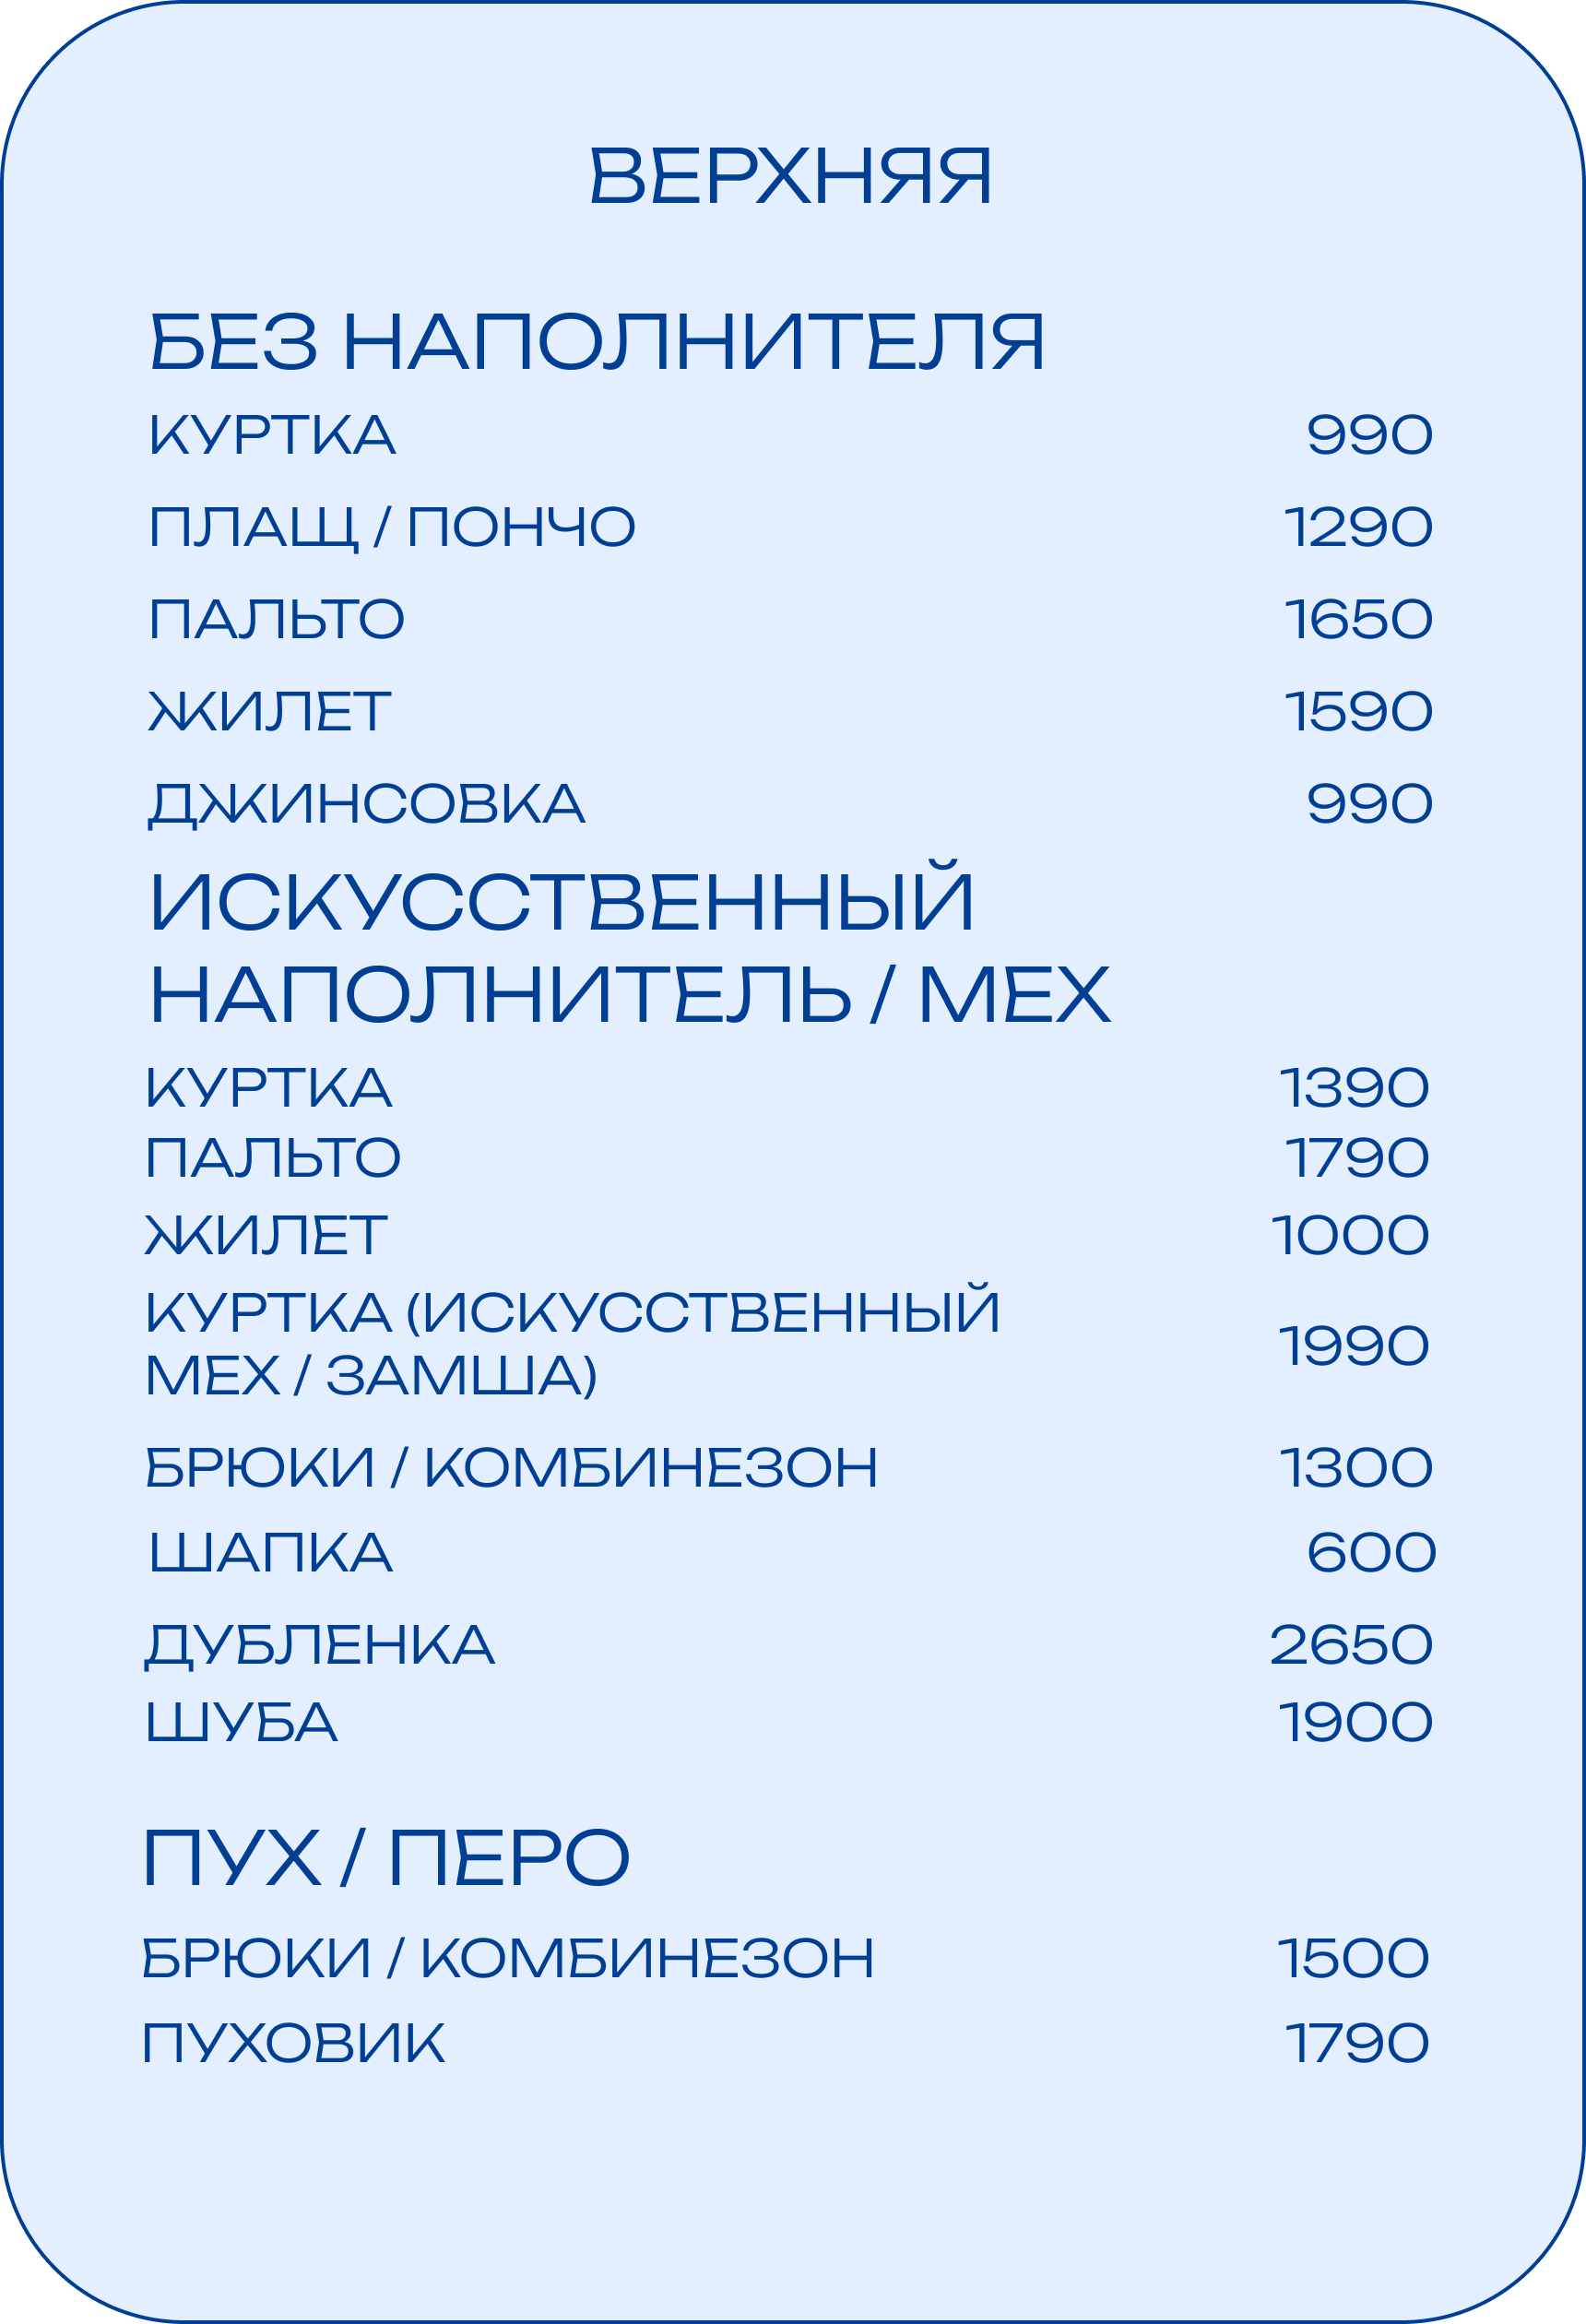 ВЕРХНЯЯ
БЕЗ НАПОЛНИТЕЛЯ
КУРТКА 990
ПЛАЩ / ПОНЧО 1290
ПАЛЬТО 1650
ЖИЛЕТ 1590
ДЖИНСОВКА 990
ИСКУССТВЕННЫЙ
НАПОЛНИТЕЛЬ / МЕХ
КУРТКА 1390
ПАЛЬТО 1790
ЖИЛЕТ 1000
КУРТКА (ИСКУССТВЕННЫЙ
МЕХ / ЗАМША) 1990
БРЮКИ / КОМБИНЕЗОН 1300
ШАПКА 600
ДУБЛЕНКА 2650
ШУБА 1900
ПУХ / ПЕРО
БРЮКИ / КОМБИНЕЗОН 1500
ПУХОВИК 1790